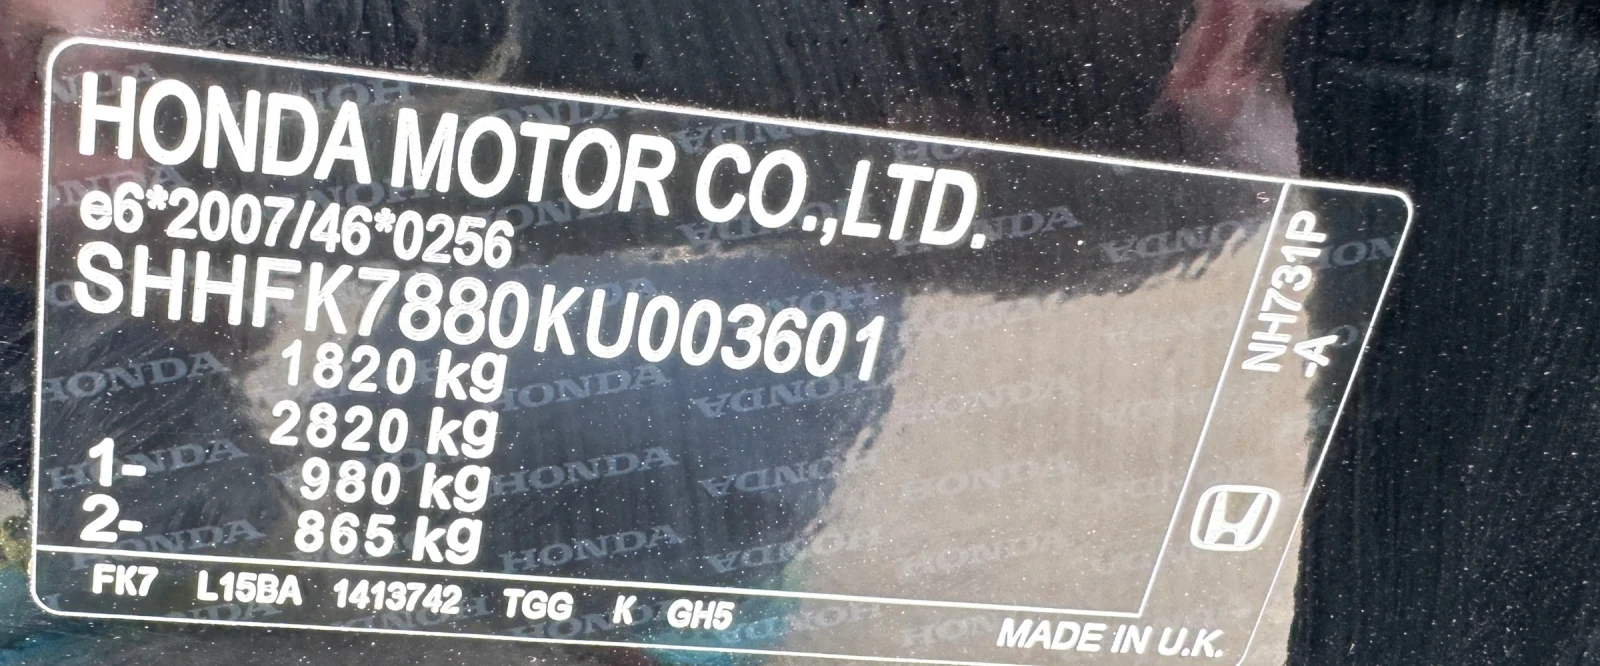 HONDA MOTOR CO.,LTD.
e6*2007/46*0256
SHHFK7880KU003601
1820 kg
2820 kg
1- 980 kg
2- 865 kg
FK7 L15BA 1413742 TGG K GH5
MADE IN U.K.
NH731P
-A